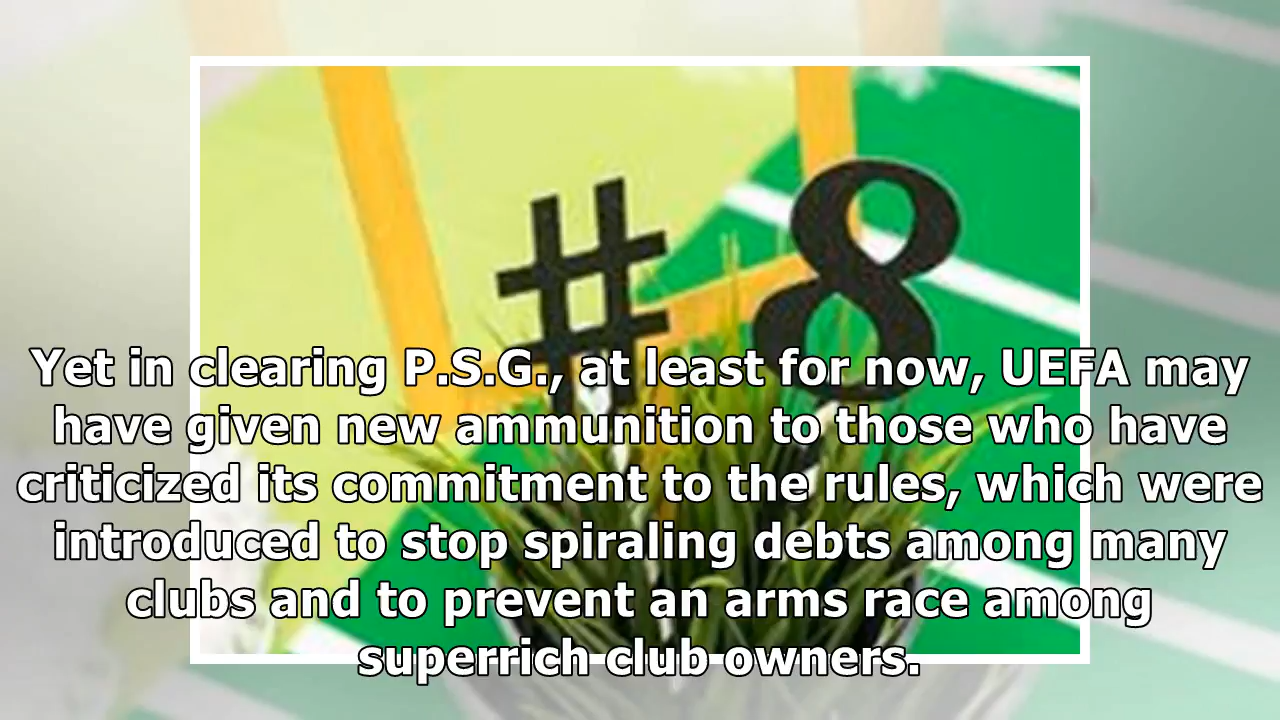 # 8
Yet in clearing P.S.G., at least for now, UEFA may
have given new ammunition to those who have
criticized its commitment to the rules, which were
introduced to stop spiraling debts among many
clubs and to prevent an arms race among
superrich club owners.